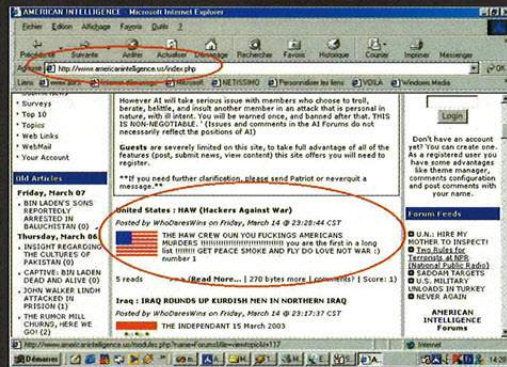 AMERICAN INTELLIGENCE - Microsoft Internet Explorer
Fichier Edition Affichage Favoris Outils ?
Précédent Suivante Arrêter Actualiser Démarrage Rechercher Favoris Historique Courrier Imprimer Messenger
http://www.americanintelligence.us/index.php
NETISSIMO Personnaliser les liens VOILA Windows Media
· Surveys
· Top 10
· Topics
· Web Links
· WebMail
· Your Account
Old Articles
Friday, March 07
· BIN LADEN'S SONS
REPORTEDLY
ARRESTED IN
BALUCHISTAN (0)
Thursday, March 06
· INSIGHT REGARDING
THE CULTURES OF
PAKISTAN (0)
· CAPTIVE: BIN LADEN
DEAD AND ALIVE (0)
· JOHN WALKER LINDH
ATTACKED IN
PRISION (1)
· THE RUMOR MILL
CHURNS, HERE WE
GO! (2)
However AI will take serious issue with members who choose to troll,
berate, belittle, and insult another member in an attack that is personal in
nature, with ill intent. You will be warned once, and banned after that. THIS
IS NON-NEGOTIABLE. ' (Issues and comments in the AI Forums do not
necessarily reflect the positions of AI)
Guests are severely limited on this site, to take full advantage of all of the
features (post, submit news, view content) this site offers you will need to
register.
**If you need further clarification, please send Patriot or neverquit a
message.**
United States : HAW (Hackers Against War)
Posted by WhoDaresWins on Friday, March 14 @ 23:28:44 CST
THE HAW CREW OUN YOU FUCKINGS AMERICANS
MURDERS !!!!!!!!!!!!!!!!!!!!!!!!!!!!!!!!!! you are the first in a long
list !!!!!!!! GET PEACE SMOKE AND FLY DO LOVE NOT WAR :)
number 1
5 reads (Read More... | 270 bytes more | comments? | Score: 1)
Iraq : IRAQ ROUNDS UP KURDISH MEN IN NORTHERN IRAQ
Posted by WhoDaresWins on Friday, March 14 @ 23:17:37 CST
THE INDEPENDANT 15 March 2003
Login
Don't have an account
yet? You can create one.
As a registered user you
have some advantages
like theme manager,
comments configuration
and post comments with
your name.
Forum Feeds
U.N.: HIRE MY
MOTHER TO INSPECT!
Two Rules for
Terrorists at NPR
(National Public Radio)
SADDAM TARGETS
U.S. MILITARY
UNLOADS IN TURKEY
NEVER AGAIN
AMERICAN
INTELLIGENCE
Forums
http://www.americanintelligence.us/modules.php?name=Forums&file=viewtopic&t=117
Internet
Démarrer
14:28